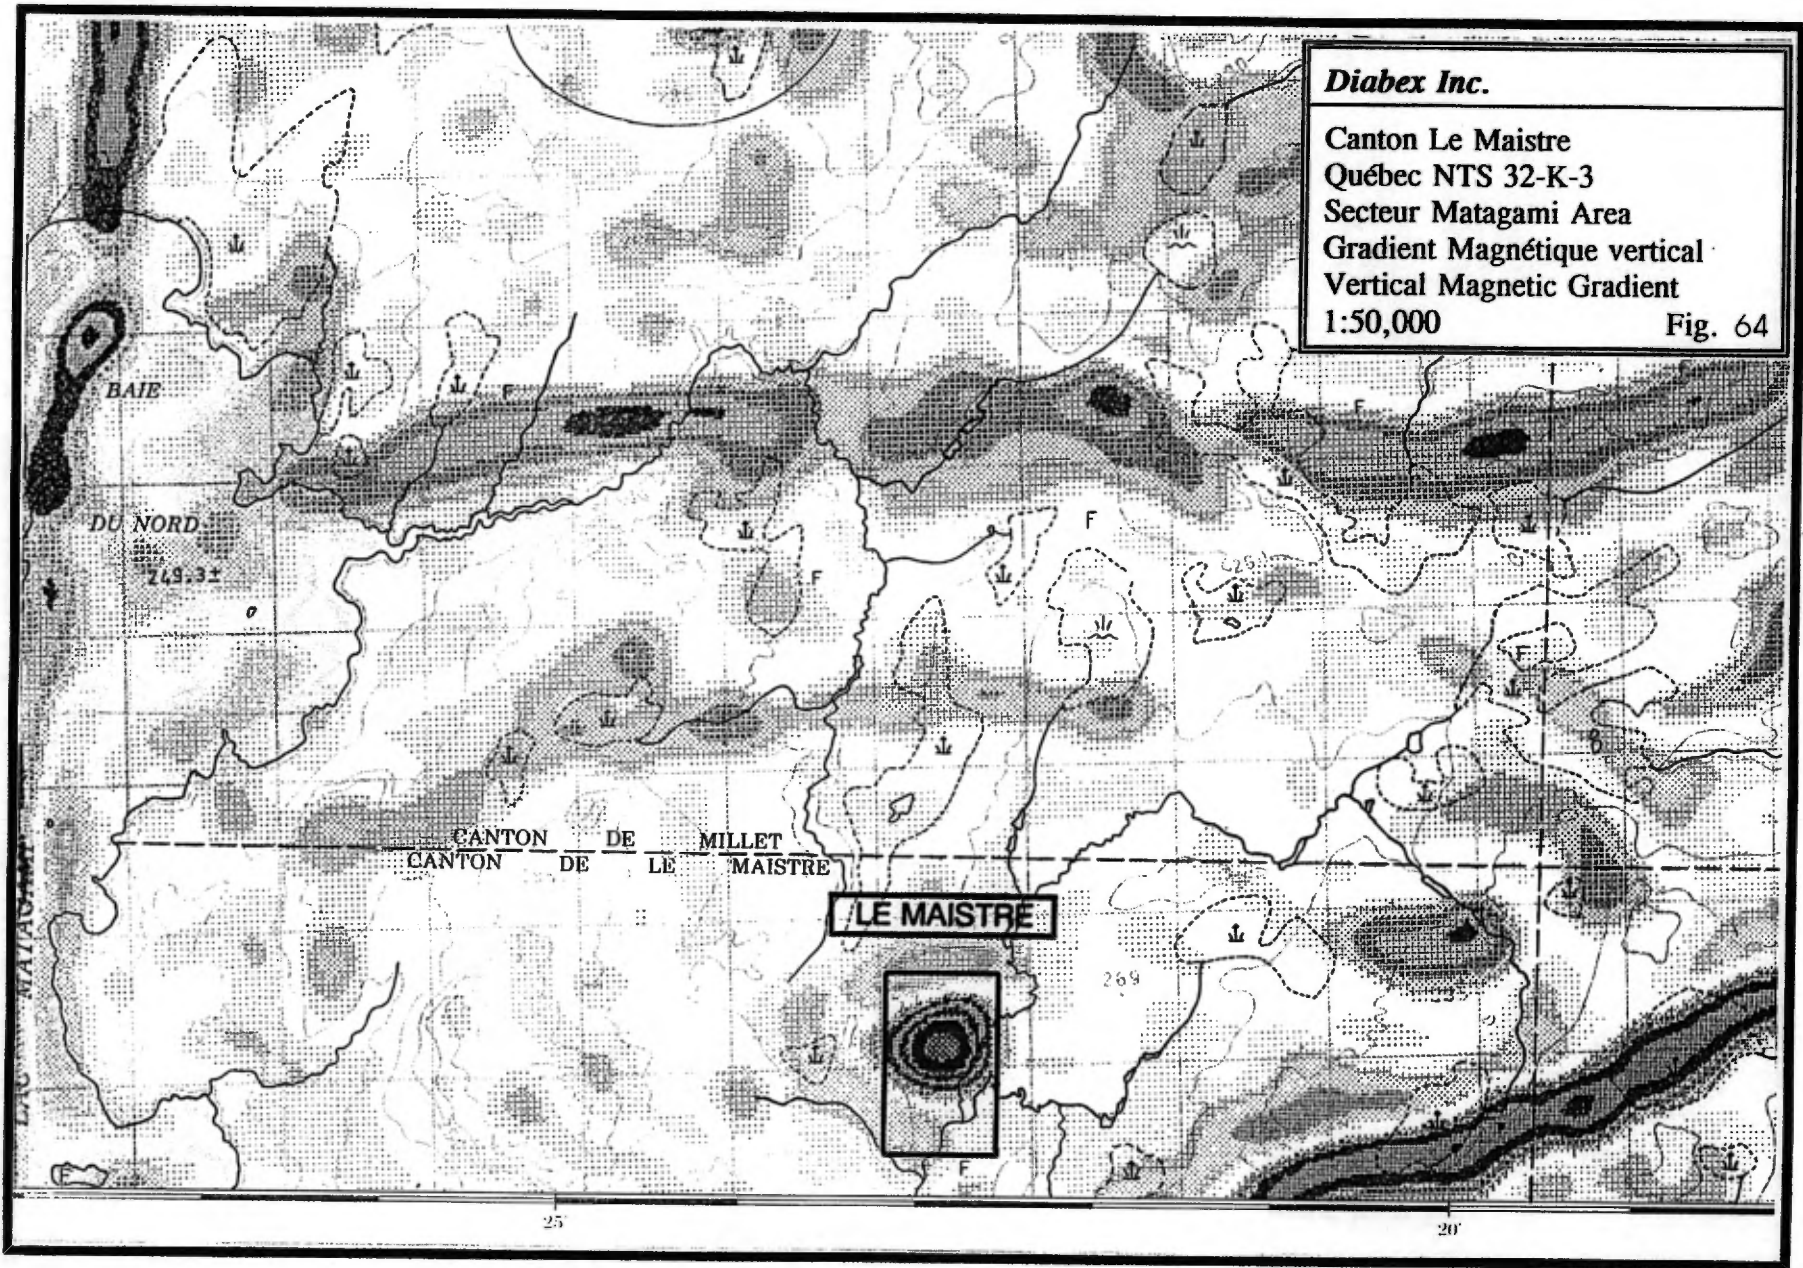 Diabex Inc.
Canton Le Maistre
Québec NTS 32-K-3
Secteur Matagami Area
Gradient Magnétique vertical
Vertical Magnetic Gradient
1:50,000 Fig. 64
F
F
BAIE
DU NORD
249.3±
F
F
F
CANTON DE MILLET
CANTON DE LE MAISTRE
LE MAISTRE
269
F
F
25'
20'